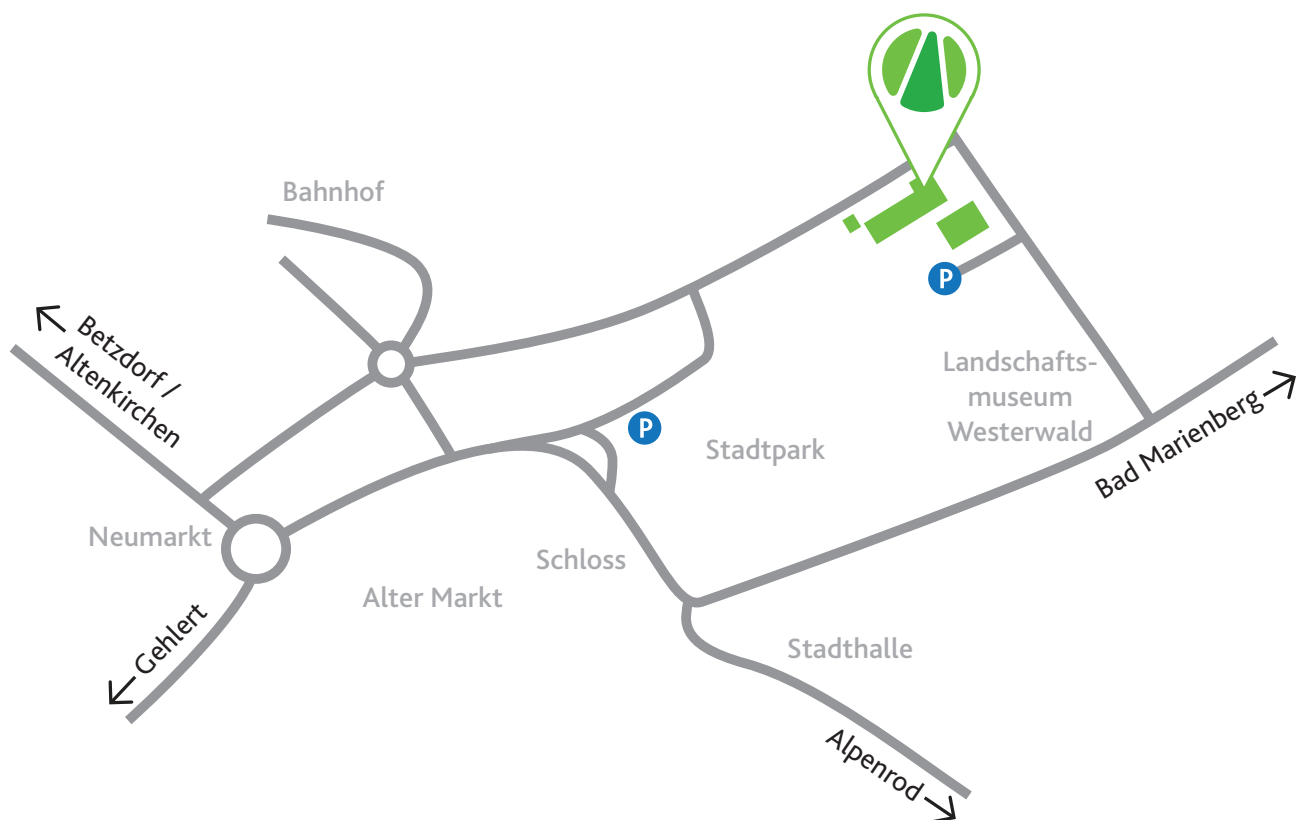 Bahnhof
Betzdorf /
Altenkirchen
P
Landschafts-
museum
Westerwald
Bad Marienberg
P
Stadtpark
Neumarkt
Schloss
Alter Markt
Gehlert
Stadthalle
Alpenrod